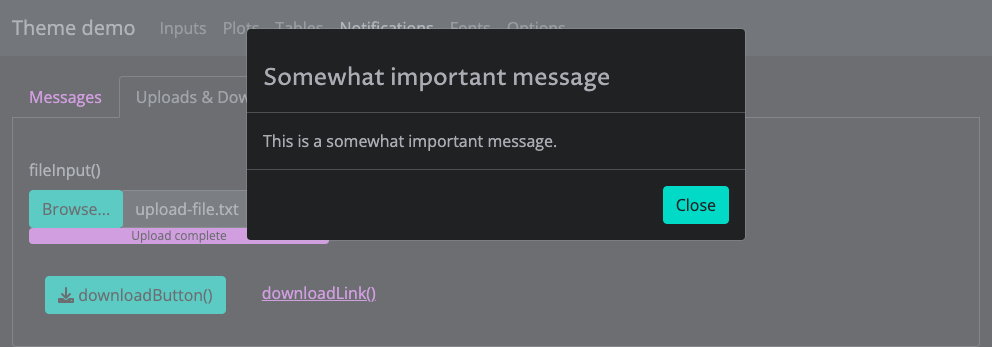 Theme demo Inputs Plots Tables Notifications Fonts Options
Somewhat important message
Messages Uploads & Dow
This is a somewhat important message.
fileInput()
Browse... upload-file.txt
Close
Upload complete
downloadButton() downloadLink()